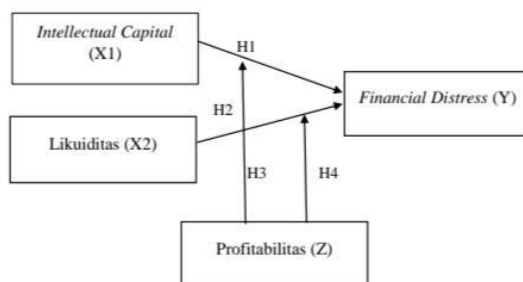 Intellectual Capital
(X1)
H1
Financial Distress (Y)
H2
Likuiditas (X2)
H3
H4
Profitabilitas (Z)